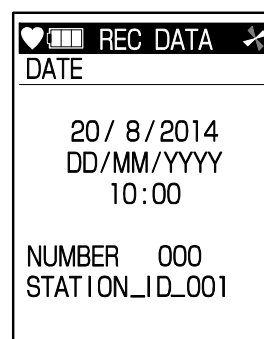 REC DATA
DATE
20/ 8/2014
DD/MM/YYYY
10:00
NUMBER 000
STATION_ID_001